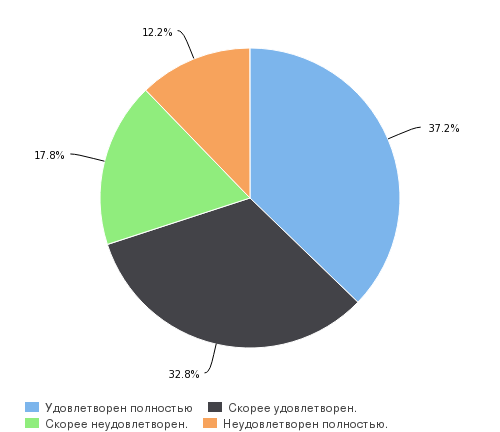 12.2%
37.2%
17.8%
32.8%
Удовлетворен полностью Скорее удовлетворен.
Скорее неудовлетворен. Неудовлетворен полностью.